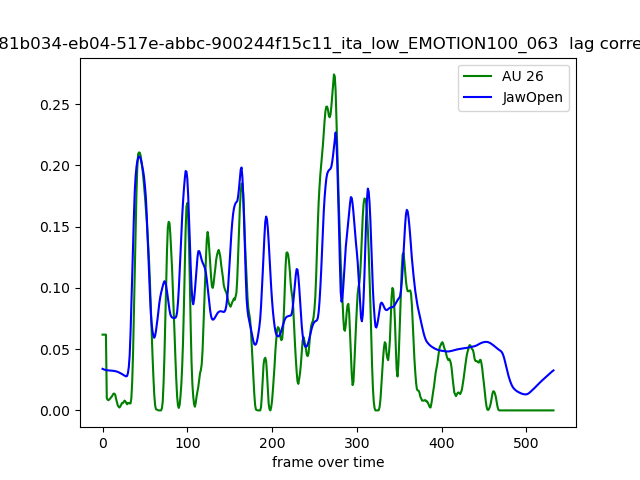 81b034-eb04-517e-abbc-900244f15c11_ita_low_EMOTION100_063 lag corre
AU 26
JawOpen
0.25
0.20
0.15
0.10
0.05
0.00
0 100 200 300 400 500
frame over time